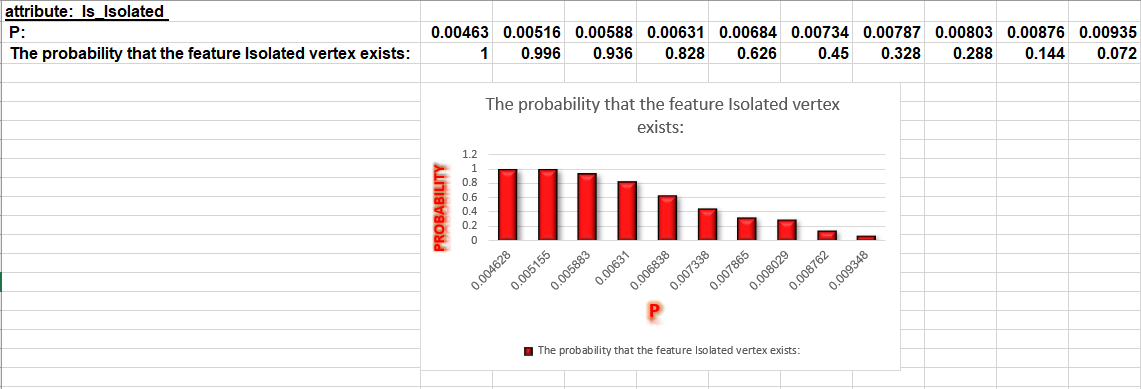 attribute: Is_Isolated
P: 0.00463 0.00516 0.00588 0.00631 0.00684 0.00734 0.00787 0.00803 0.00876 0.00935
The probability that the feature Isolated vertex exists: 1 0.996 0.936 0.828 0.626 0.45 0.328 0.288 0.144 0.072
The probability that the feature Isolated vertex
exists:
PROBABILITY
1.2
1
0.8
0.6
0.4
0.2
0
0.004628 0.005155 0.005883 0.00631 0.006838 0.007338 0.007865 0.008029 0.008762 0.009348
P
The probability that the feature Isolated vertex exists: